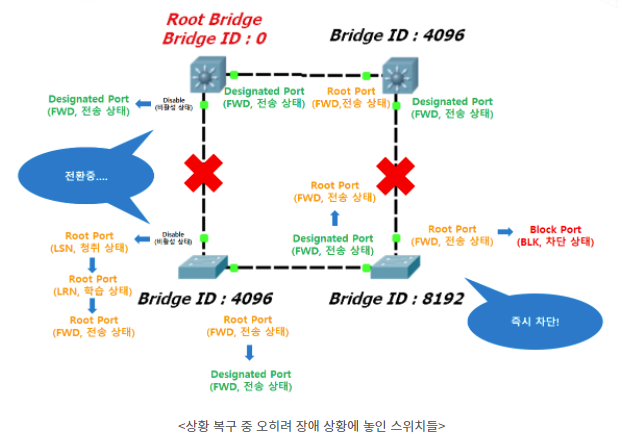 Root Bridge
Bridge ID : 0
Bridge ID : 4096
Designated Port
(FWD, 전송 상태)
Disable
(비활성 상태)
Designated Port
(FWD, 전송 상태)
Root Port
(FWD,전송 상태)
Designated Port
(FWD, 전송 상태)
전환중....
Root Port
(FWD, 전송 상태)
Root Port
(LSN, 청취 상태)
Disable
(비활성 상태)
Designated Port
(FWD, 전송 상태)
Root Port
(FWD, 전송 상태)
Block Port
(BLK, 차단 상태)
Root Port
(LRN, 학습 상태)
Root Port
(FWD, 전송 상태)
Bridge ID : 4096
Bridge ID : 8192
Root Port
(FWD, 전송 상태)
즉시 차단!
Designated Port
(FWD, 전송 상태)
<상황 복구 중 오히려 장애 상황에 놓인 스위치들>